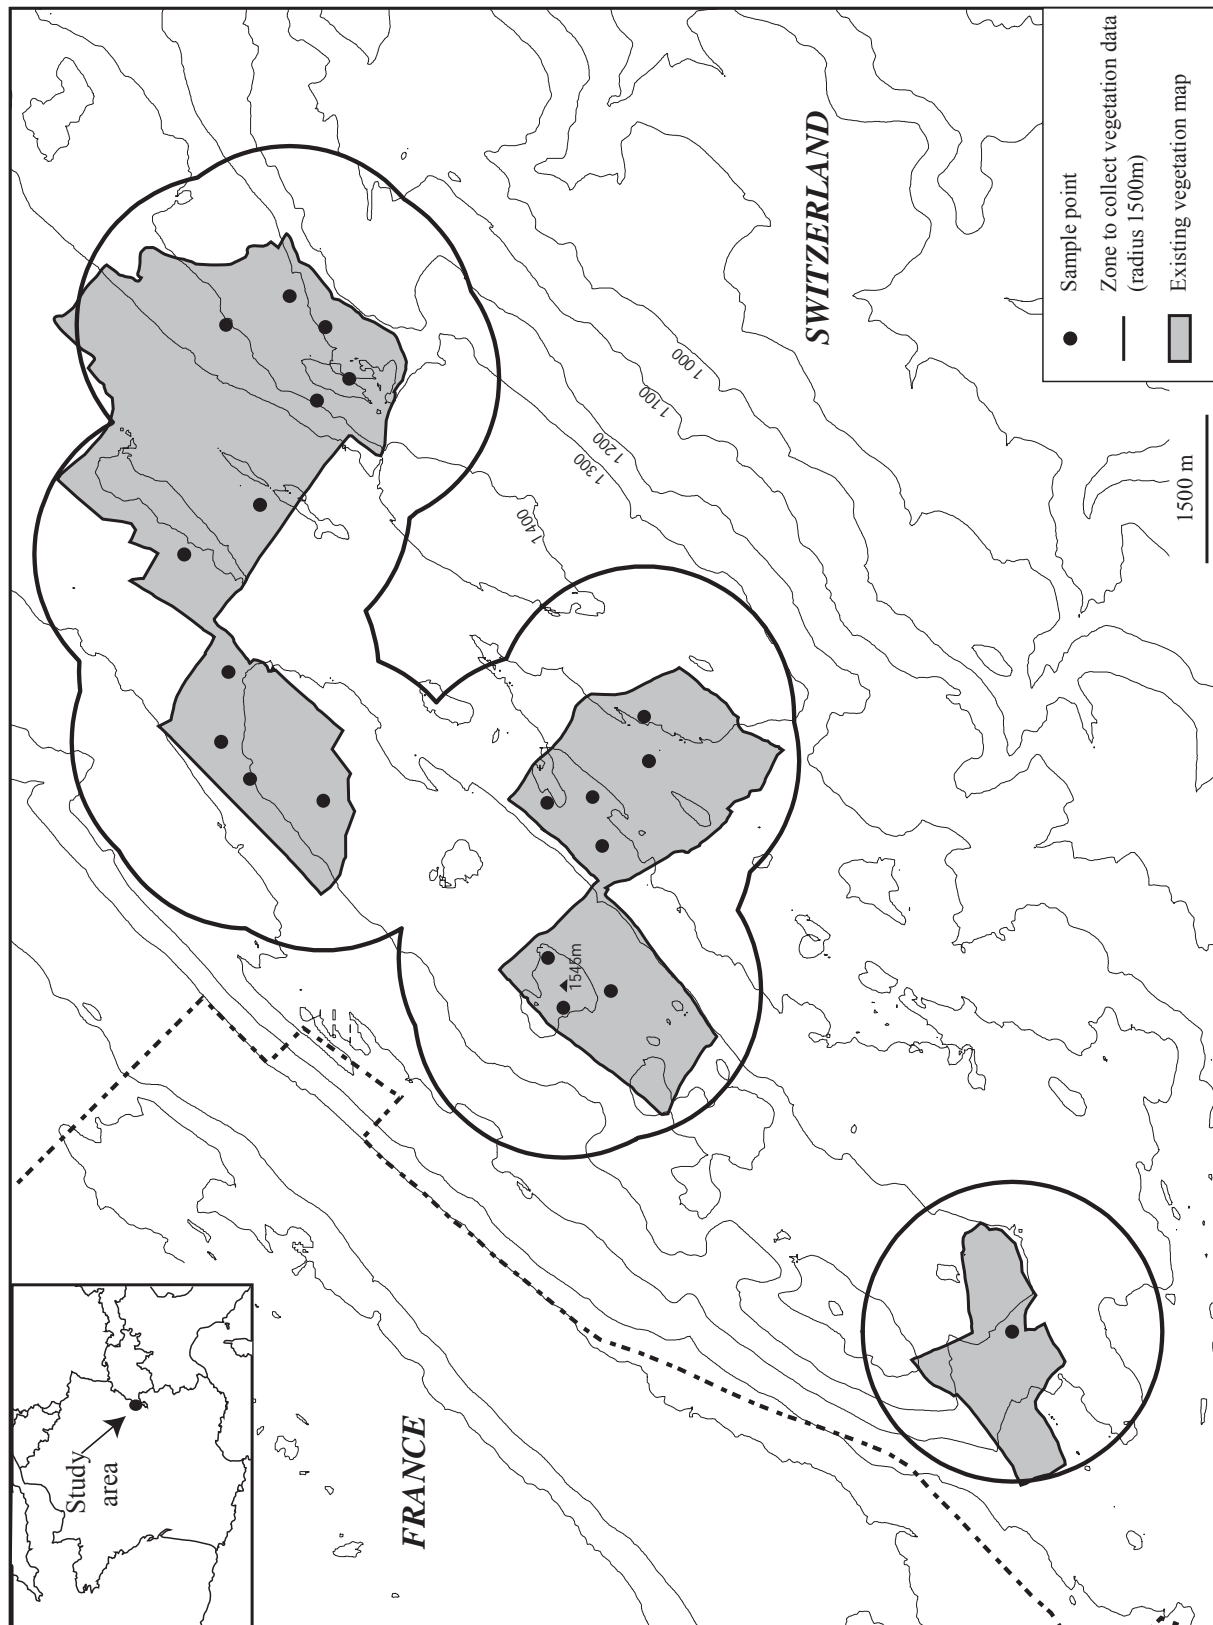 Study
area
FRANCE
SWITZERLAND
1545m
1400
1300
1200
1100
1000
1500 m
Sample point
Zone to collect vegetation data
(radius 1500m)
Existing vegetation map